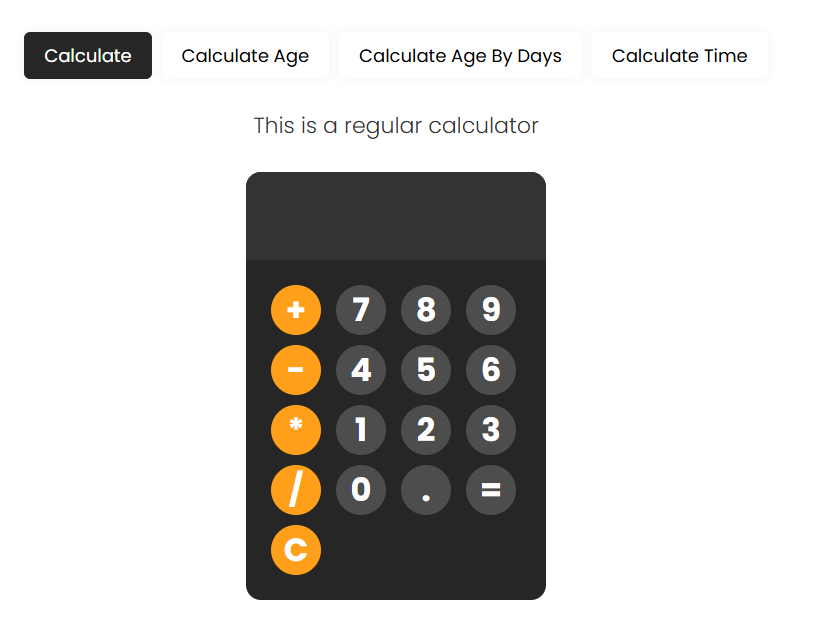 Calculate Calculate Age Calculate Age By Days Calculate Time
This is a regular calculator
+ 7 8 9
- 4 5 6
* 1 2 3
/ 0 . =
C